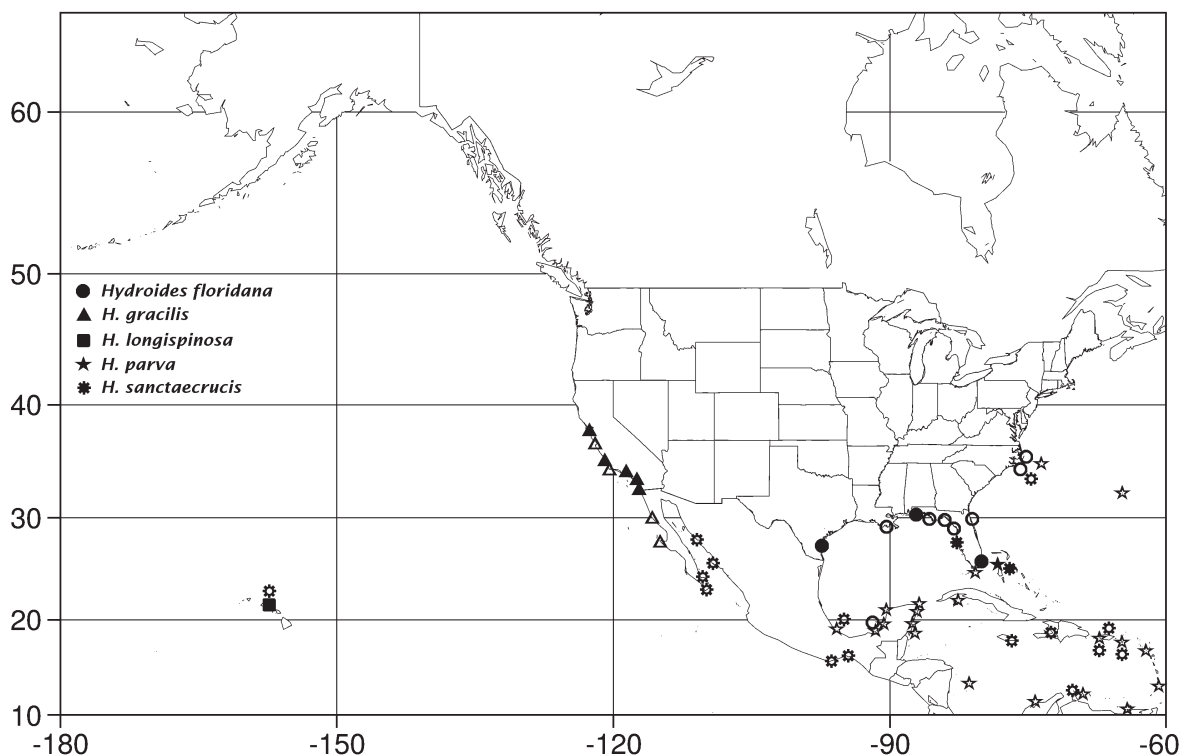 60
50
Hydroides floridana
H. gracilis
H. longispinosa
H. parva
H. sanctaecrucis
40
30
20
10
-180 -150 -120 -90 -60